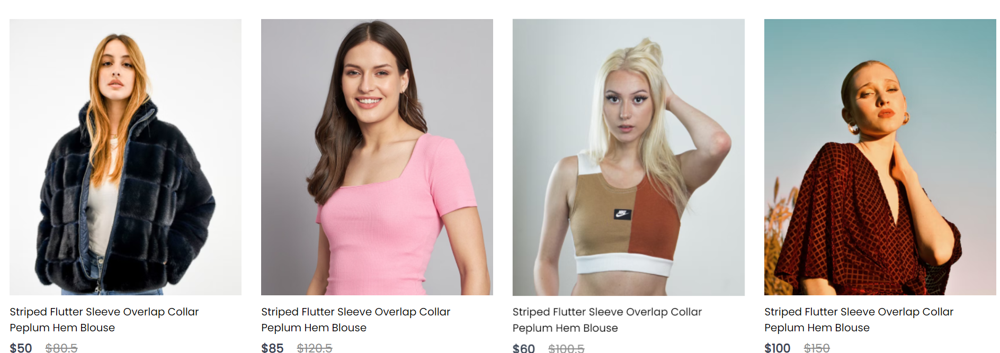 NIKE
Striped Flutter Sleeve Overlap Collar
Peplum Hem Blouse
$50 $80.5
Striped Flutter Sleeve Overlap Collar
Peplum Hem Blouse
$85 $120.5
Striped Flutter Sleeve Overlap Collar
Peplum Hem Blouse
$60 $100.5
Striped Flutter Sleeve Overlap Collar
Peplum Hem Blouse
$100 $150